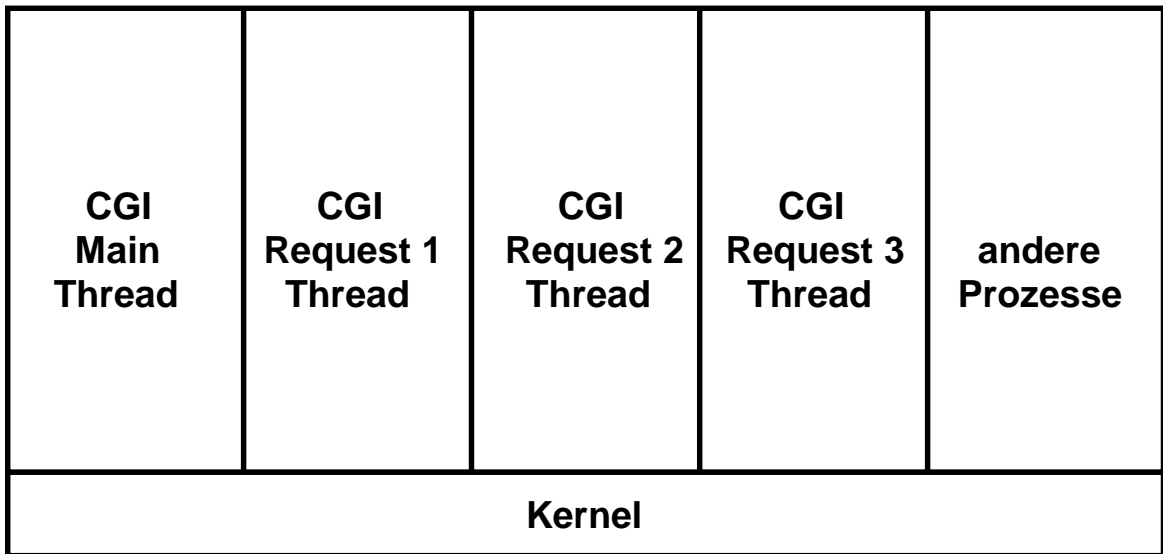 CGI
Main
Thread
CGI
Request 1
Thread
CGI
Request 2
Thread
CGI
Request 3
Thread
andere
Prozesse
Kernel